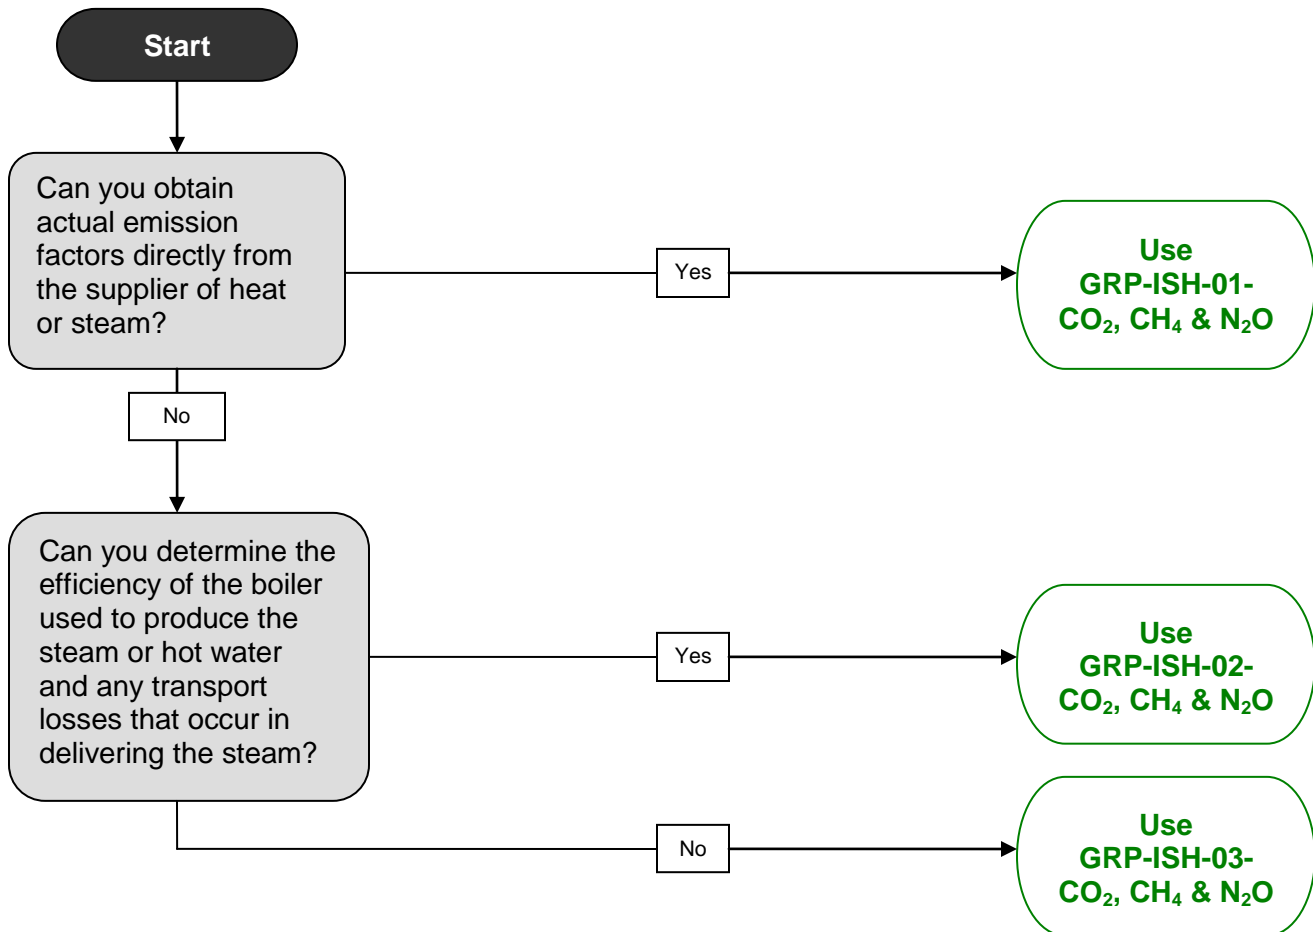 Start
Can you obtain
actual emission
factors directly from
the supplier of heat
or steam?
Yes
Use
GRP-ISH-01-
CO₂, CH₄ & N₂O
No
Can you determine the
efficiency of the boiler
used to produce the
steam or hot water
and any transport
losses that occur in
delivering the steam?
Yes
Use
GRP-ISH-02-
CO₂, CH₄ & N₂O
No
Use
GRP-ISH-03-
CO₂, CH₄ & N₂O